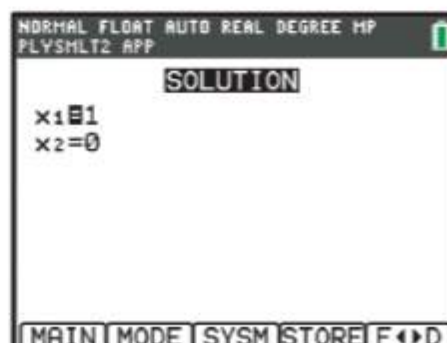 NORMAL FLOAT AUTO REAL DEGREE MP
PLYSMLT2 APP
SOLUTION
x1=1
x2=0
MAIN MODE SYSM STORE F◄►D